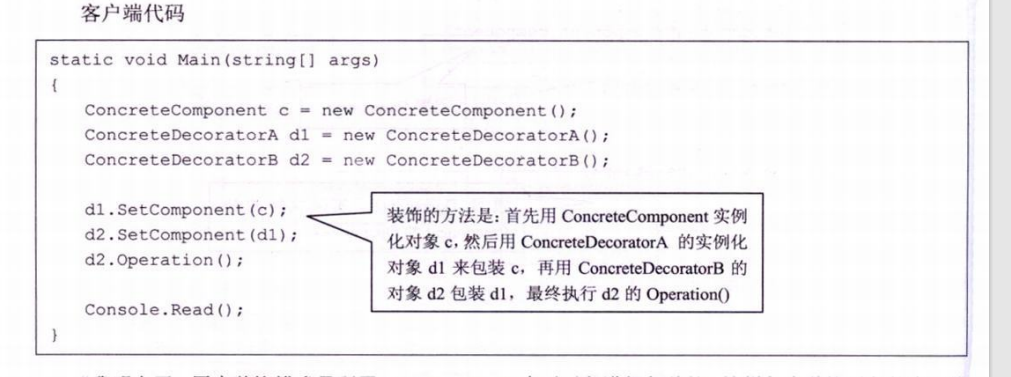 客户端代码
static void Main(string[] args)
{
ConcreteComponent c = new ConcreteComponent();
ConcreteDecoratorA d1 = new ConcreteDecoratorA();
ConcreteDecoratorB d2 = new ConcreteDecoratorB();
d1.SetComponent(c);
d2.SetComponent(d1);
d2.Operation();
Console.Read();
}
装饰的方法是：首先用 ConcreteComponent 实例
化对象 c，然后用 ConcreteDecoratorA 的实例化
对象 d1 来包装 c，再用 ConcreteDecoratorB 的
对象 d2 包装 d1，最终执行 d2 的 Operation()